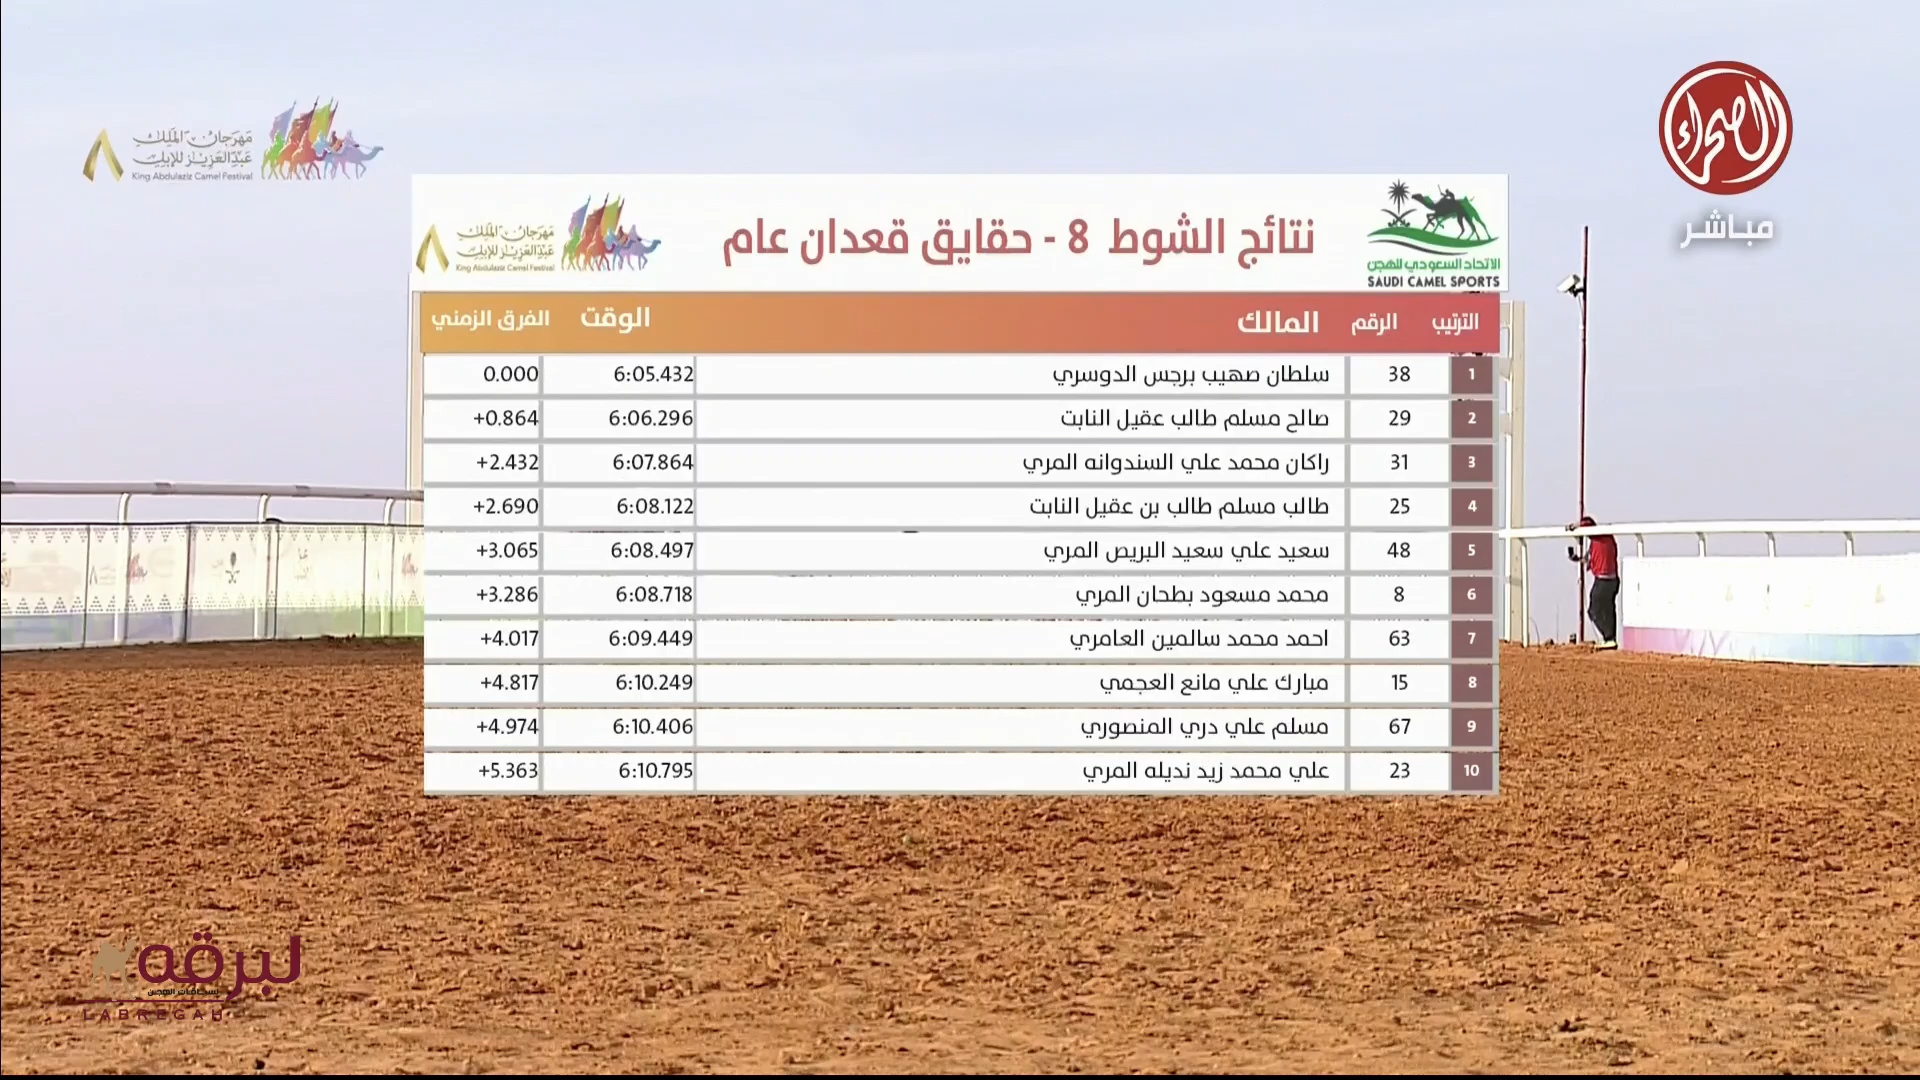 مهرجان الملك
عبدالعزيز للإبل
King Abdulaziz Camel Festival
الصحراء
مباشر
مهرجان الملك
عبدالعزيز للإبل
King Abdulaziz Camel Festival
نتائج الشوط 8 - حقايق قعدان عام
الاتحاد السعودي للهجن
SAUDI CAMEL SPORTS
الترتيب الرقم المالك الوقت الفرق الزمني
1 38 سلطان صهيب برجس الدوسري 6:05.432 0.000
2 29 صالح مسلم طالب عقيل النابت 6:06.296 +0.864
3 31 راكان محمد علي السندوانه المري 6:07.864 +2.432
4 25 طالب مسلم طالب بن عقيل النابت 6:08.122 +2.690
5 48 سعيد علي سعيد البريص المري 6:08.497 +3.065
6 8 محمد مسعود بطحان المري 6:08.718 +3.286
7 63 احمد محمد سالمين العامري 6:09.449 +4.017
8 15 مبارك علي مانع العجمي 6:10.249 +4.817
9 67 مسلم علي دري المنصوري 6:10.406 +4.974
10 23 علي محمد زيد نديله المري 6:10.795 +5.363
لبرقه
لسباقات الهجن
LABREGAH